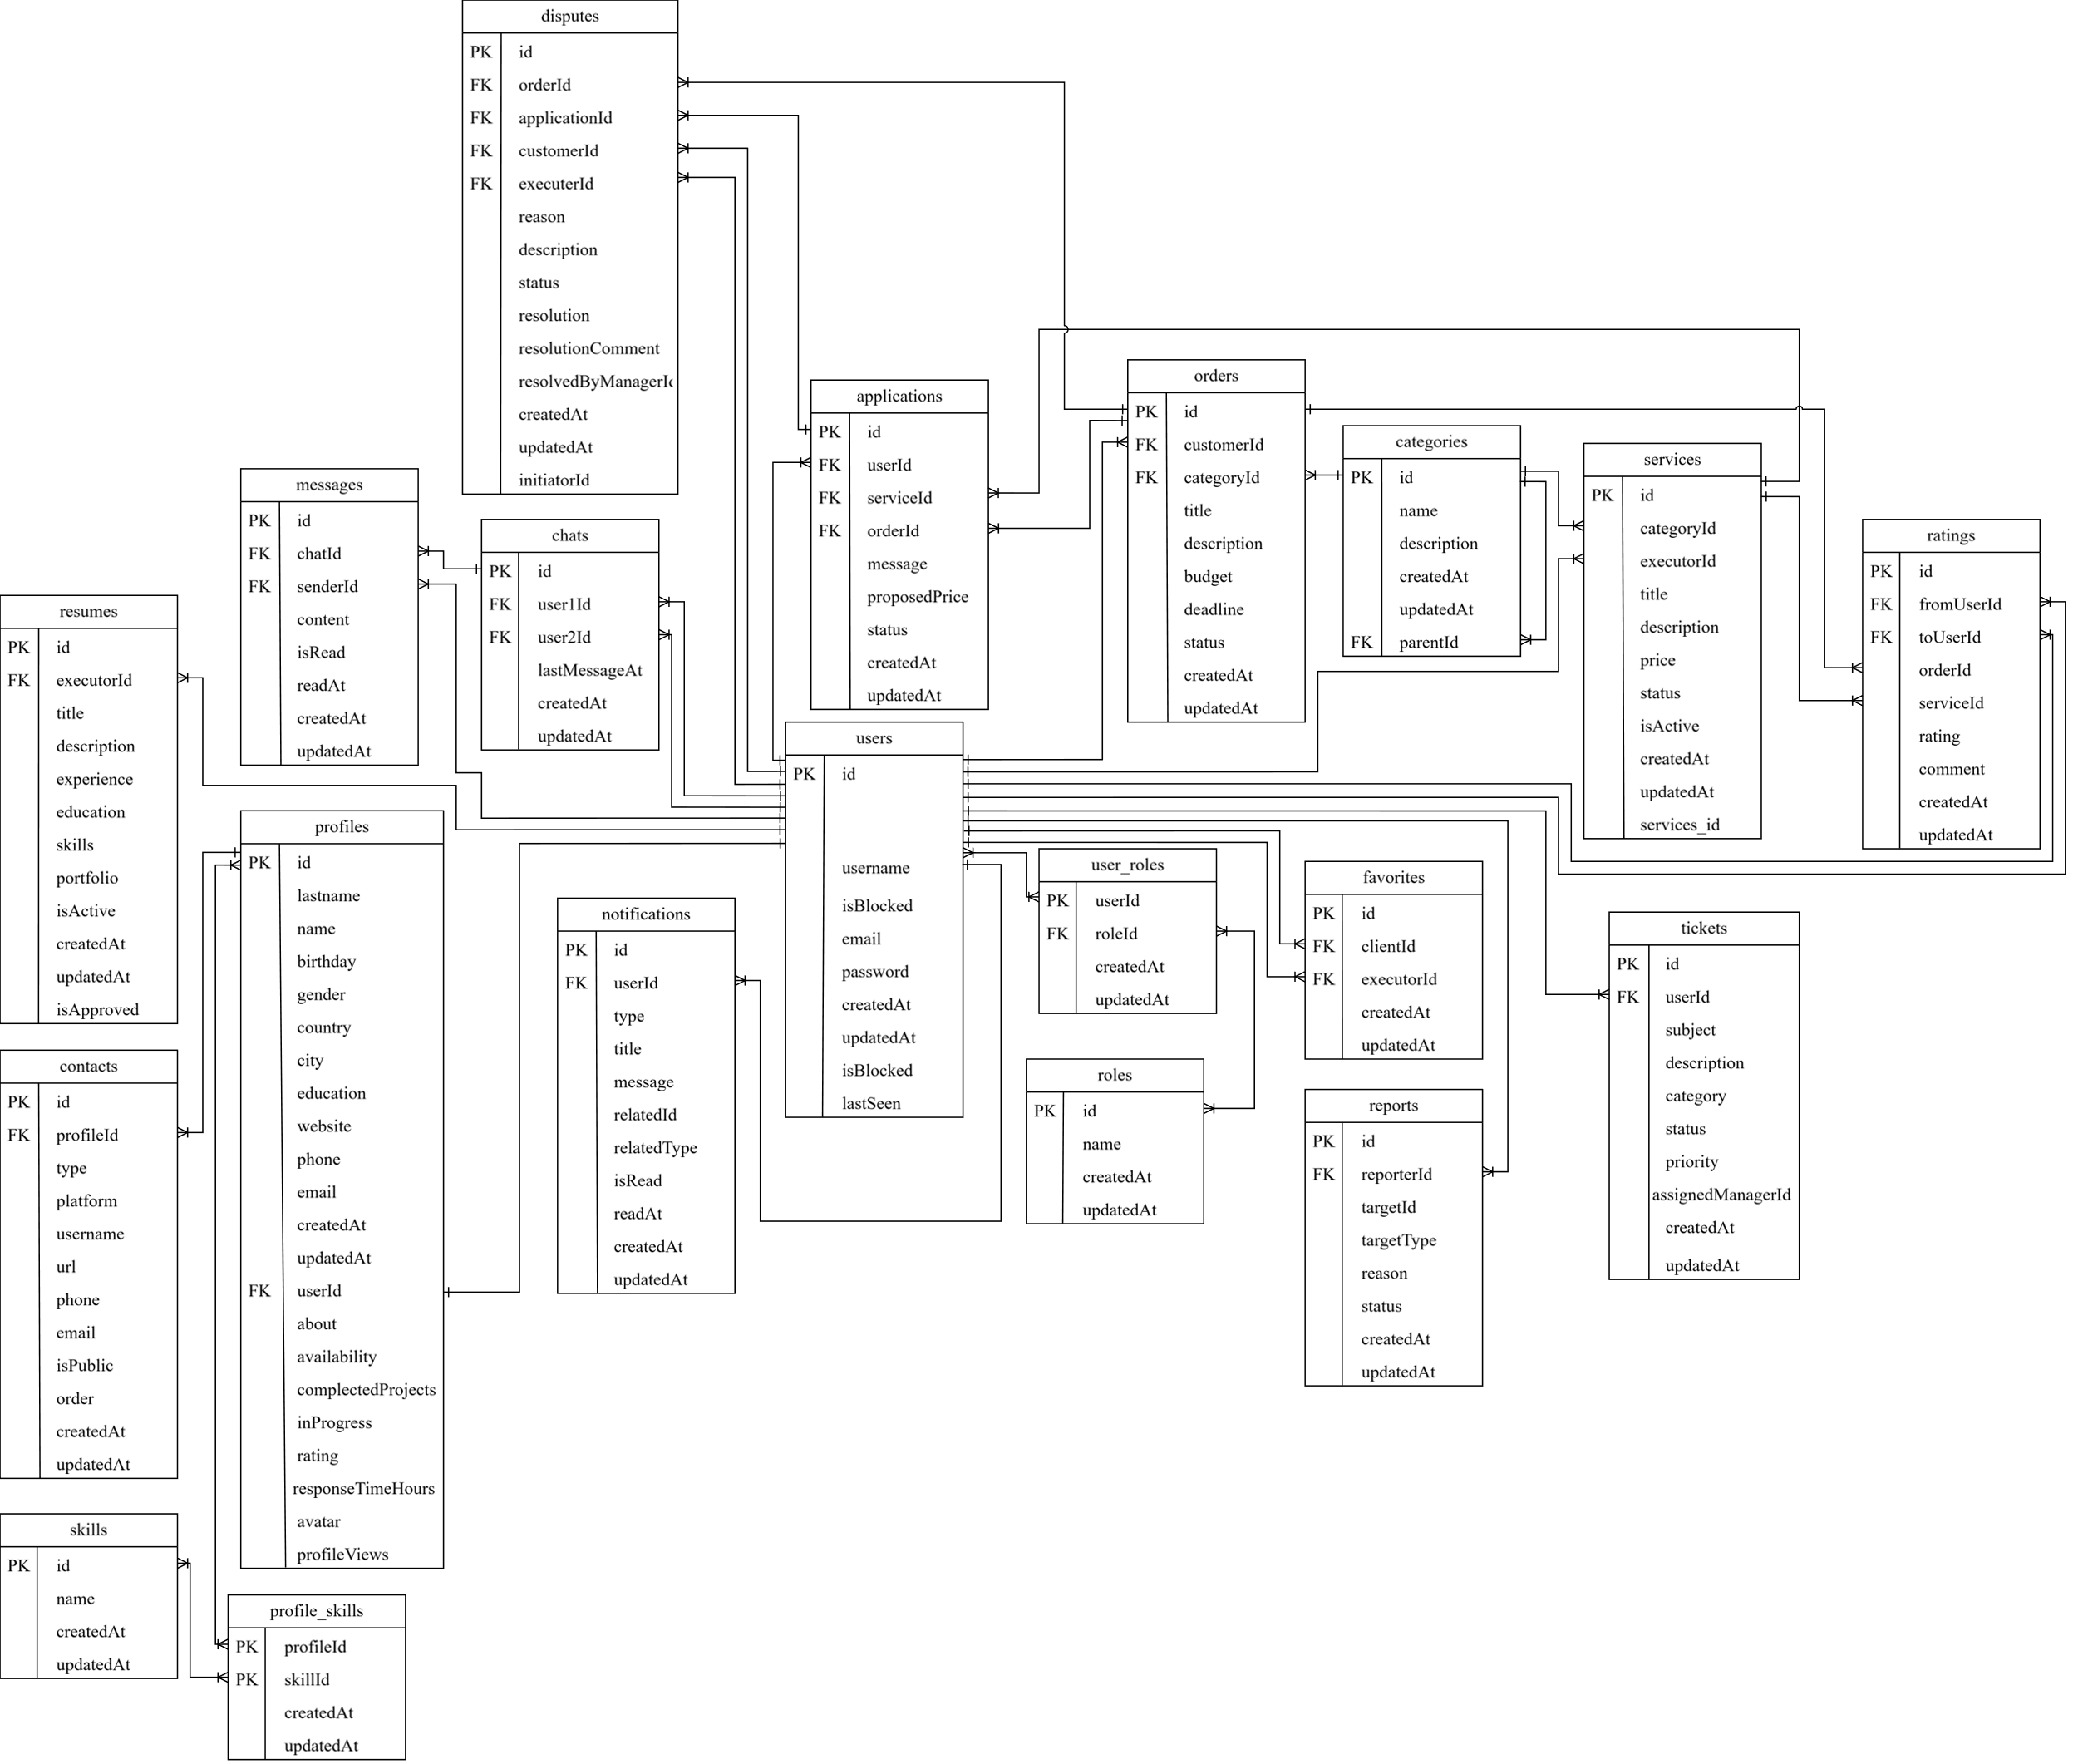 disputes
PK id
FK orderId
FK applicationId
FK customerId
FK executerId
reason
description
status
resolution
resolutionComment
resolvedByManagerId
createdAt
updatedAt
initiatorId
applications
PK id
FK userId
FK serviceId
FK orderId
message
proposedPrice
status
createdAt
updatedAt
orders
PK id
FK customerId
FK categoryId
title
description
budget
deadline
status
createdAt
updatedAt
categories
PK id
name
description
createdAt
updatedAt
FK parentId
services
PK id
categoryId
executorId
title
description
price
status
isActive
createdAt
updatedAt
services_id
ratings
PK id
FK fromUserId
FK toUserId
orderId
serviceId
rating
comment
createdAt
updatedAt
messages
PK id
FK chatId
FK senderId
content
isRead
readAt
createdAt
updatedAt
chats
PK id
FK user1Id
FK user2Id
lastMessageAt
createdAt
updatedAt
resumes
PK id
FK executorId
title
description
experience
education
skills
portfolio
isActive
createdAt
updatedAt
isApproved
users
PK id
username
isBlocked
email
password
createdAt
updatedAt
isBlocked
lastSeen
profiles
PK id
lastname
name
birthday
gender
country
city
education
website
phone
email
createdAt
updatedAt
FK userId
about
availability
complectedProjects
inProgress
rating
responseTimeHours
avatar
profileViews
notifications
PK id
FK userId
type
title
message
relatedId
relatedType
isRead
readAt
createdAt
updatedAt
user_roles
PK userId
FK roleId
createdAt
updatedAt
favorites
PK id
FK clientId
FK executorId
createdAt
updatedAt
tickets
PK id
FK userId
subject
description
category
status
priority
assignedManagerId
createdAt
updatedAt
roles
PK id
name
createdAt
updatedAt
reports
PK id
FK reporterId
targetId
targetType
reason
status
createdAt
updatedAt
contacts
PK id
FK profileId
type
platform
username
url
phone
email
isPublic
order
createdAt
updatedAt
skills
PK id
name
createdAt
updatedAt
profile_skills
PK profileId
PK skillId
createdAt
updatedAt